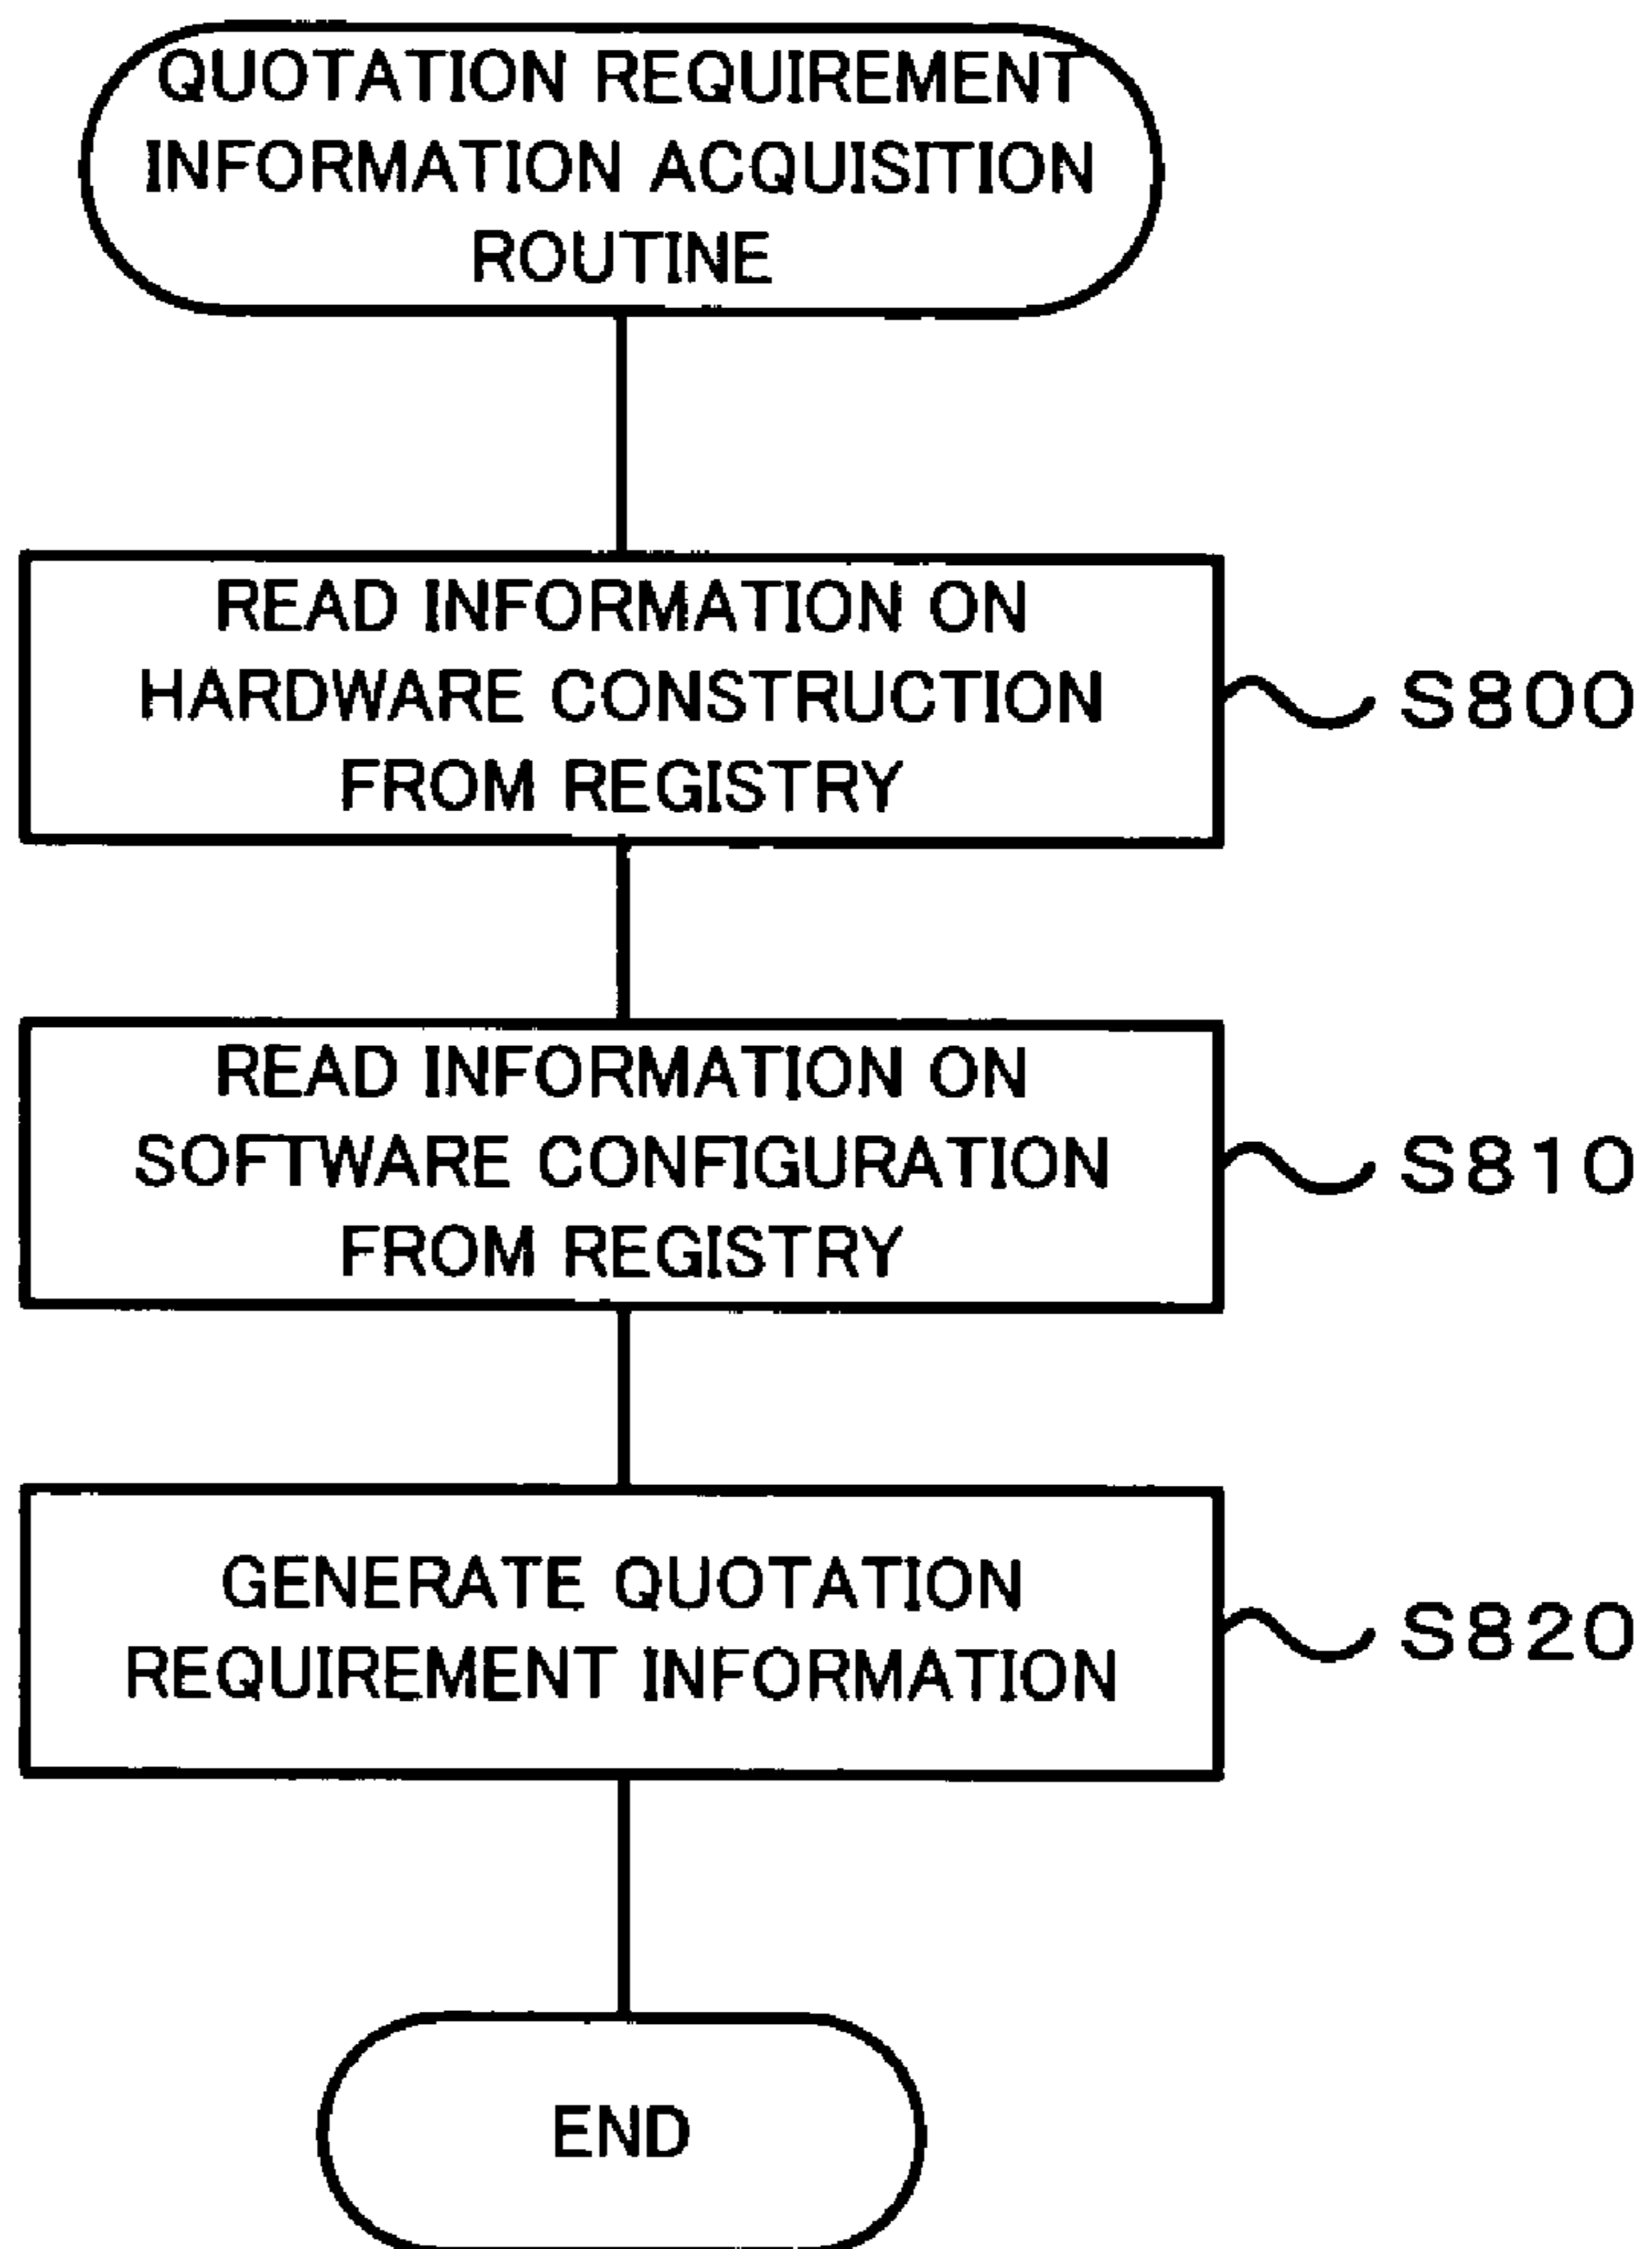 QUOTATION REQUIREMENT
INFORMATION ACQUISITION
ROUTINE
READ INFORMATION ON
HARDWARE CONSTRUCTION
FROM REGISTRY
S800
READ INFORMATION ON
SOFTWARE CONFIGURATION
FROM REGISTRY
S810
GENERATE QUOTATION
REQUIREMENT INFORMATION
S820
END